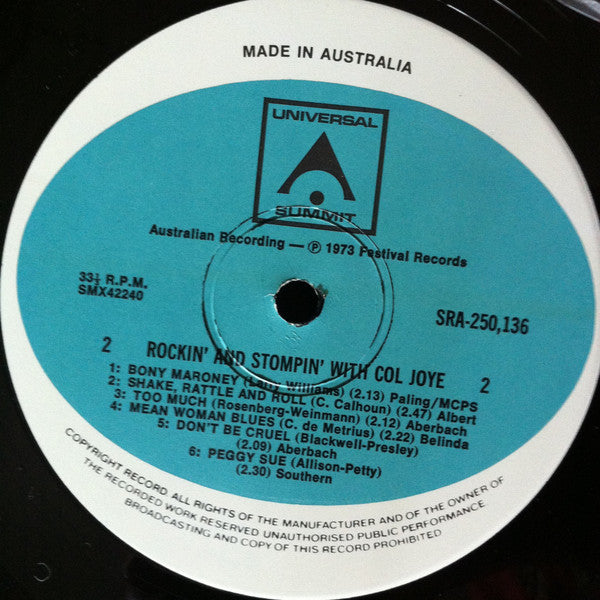 MADE IN AUSTRALIA
UNIVERSAL
SUMMIT
Australian Recording — ℗ 1973 Festival Records
33⅓ R.P.M.
SMX42240
SRA-250,136
2 ROCKIN' AND STOMPIN' WITH COL JOYE 2
1: BONY MARONEY (Larry Williams) (2.13) Paling/MCPS
2: SHAKE, RATTLE AND ROLL (C. Calhoun) (2.47) Albert
3: TOO MUCH (Rosenberg-Weinmann) (2.12) Aberbach
4: MEAN WOMAN BLUES (C. de Metrius) (2.22) Belinda
5: DON'T BE CRUEL (Blackwell-Presley)
(2.09) Aberbach
6: PEGGY SUE (Allison-Petty)
(2.30) Southern
COPYRIGHT RECORD ALL RIGHTS OF THE MANUFACTURER AND OF THE OWNER OF
THE RECORDED WORK RESERVED UNAUTHORISED PUBLIC PERFORMANCE
BROADCASTING AND COPY OF THIS RECORD PROHIBITED